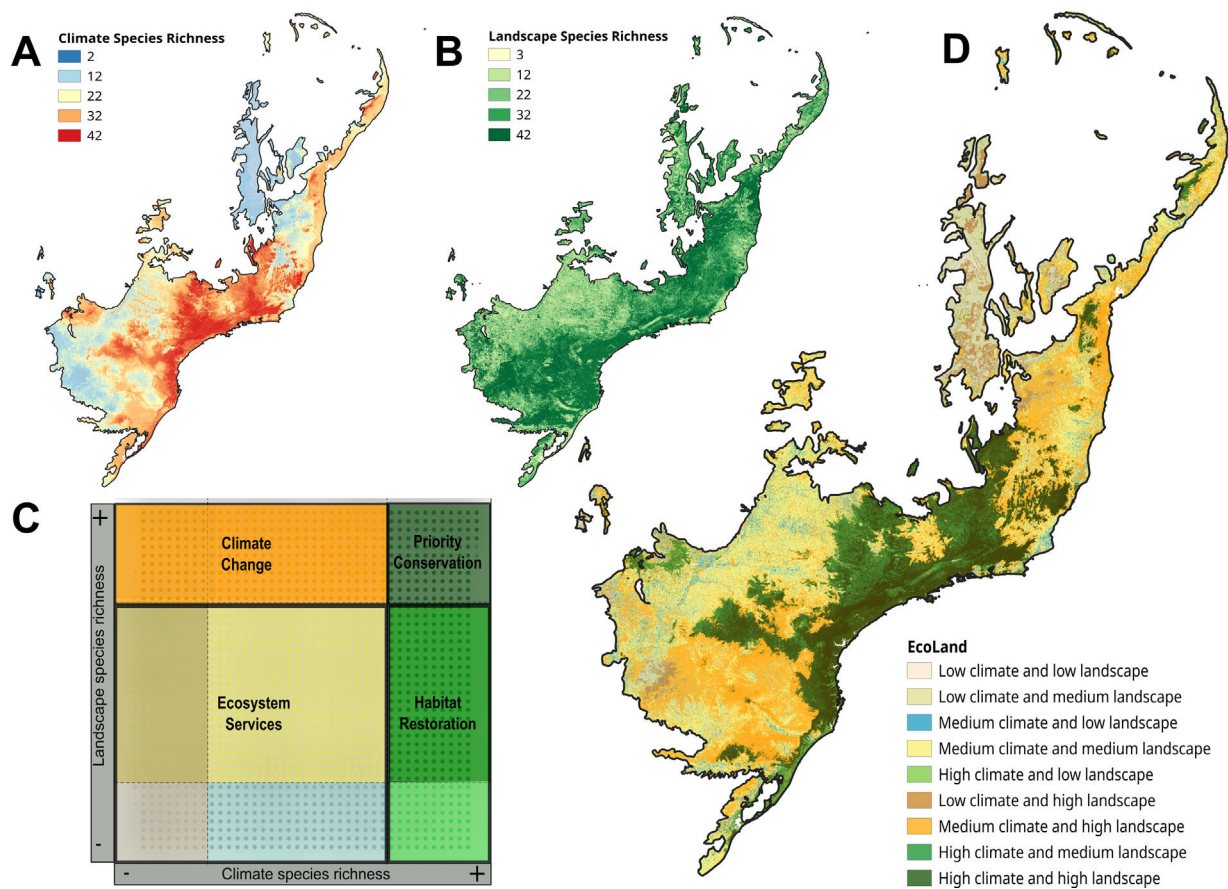 A
Climate Species Richness
2
12
22
32
42
B
Landscape Species Richness
3
12
22
32
42
D
C
+
Landscape species richness
-
Climate
Change
Priority
Conservation
Ecosystem
Services
Habitat
Restoration
-
Climate species richness
+
EcoLand
Low climate and low landscape
Low climate and medium landscape
Medium climate and low landscape
Medium climate and medium landscape
High climate and low landscape
Low climate and high landscape
Medium climate and high landscape
High climate and medium landscape
High climate and high landscape